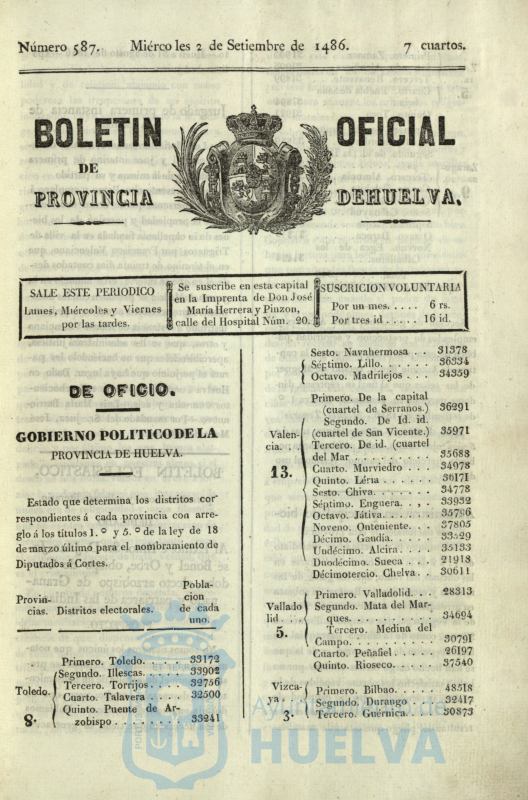 Número 587. Miércoles 2 de Setiembre de 1486. 7 cuartos.
BOLETIN OFICIAL
DE
PROVINCIA DEHUELVA.
SALE ESTE PERIODICO
Lunes, Miércoles y Viernes
por las tardes.
Se suscribe en esta capital
en la Imprenta de Don José
María Herrera y Pinzon,
calle del Hospital Núm. 20.
SUSCRICION VOLUNTARIA
Por un mes. . . . . 6 rs.
Por tres id . . . . . 16 id.
DE OFICIO.
GOBIERNO POLITICO DE LA
PROVINCIA DE HUELVA.
Estado que determina los distritos cor
respondientes á cada provincia con arre-
glo á los titulos 1. º y 5. º de la ley de 18
de marzo último para el nombramiento de
Diputados á Cortes.
Provin- Pobla-
cias. Distritos electorales. cion
de cada
uno.
Primero. Toledo. . . . . 33172
Segundo. Illescas. . . . . 33902
Toledo. Tercero. Torrijos. . . . 32756
Cuarto. Talavera . . . . 32500
8. Quinto. Puente de Ar-
zobispo . . . . . . . . 33241
Sesto. Navahermosa . . 31378
Séptimo. Lillo. . . . . . 36334
Octavo. Madrilejos . . . 34359
Primero. De la capital
(cuartel de Serranos.) 36291
Segundo. De Id. id.
Valen- (cuartel de San Vicente.) 35971
cia. . . Tercero. De id. (cuartel
del Mar . . . . . . . . 35688
13. Cuarto. Murviedro . . . 34978
Quinto. Léria . . . . . .
Sesto. Chiva. . . . . . . 34778
Séptimo. Enguera. . . . 33932
Octavo. Játiva. . . . . .
Noveno. Onteniente. . . 37805
Décimo. Gandía. . . . .
Undécimo. Alcira . . . . 35133
Duodécimo. Sueca . . . 21918
Décimotercio. Chelva. . 30611
Primero. Valladolid. . . 28313
Vallado Segundo. Mata del Mar-
lid. . . ques. . . . . . . . . . 34694
5. Tercero. Medina del
Campo. . . . . . . . . 30791
Cuarto. Peñafiel . . . . . 26197
Quinto. Rioseco. . . . . 37540
Vizca- Primero. Bilbao. . . . . 48518
ya. . Segundo. Durango . . . 32417
3. Tercero. Guérnica. . . . 30873
Ayuntamiento de
HUELVA